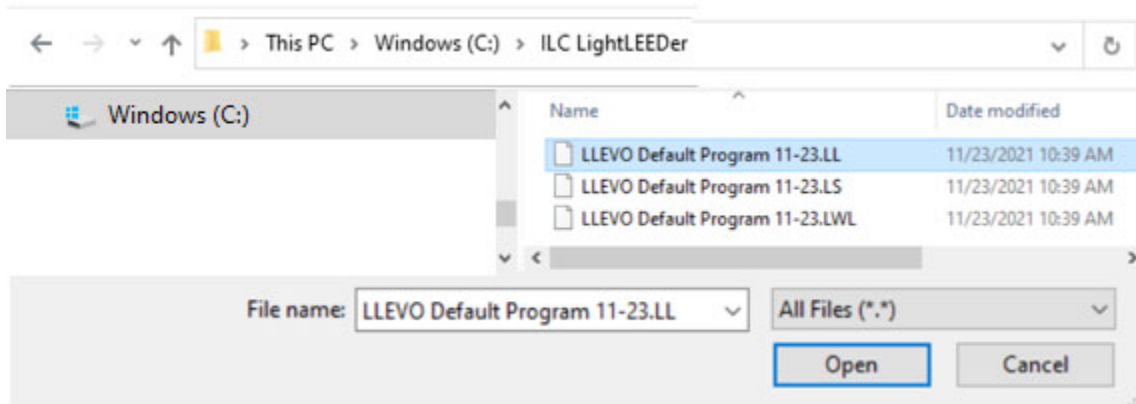 This PC > Windows (C:) > ILC LightLEEDer
Windows (C:)
Name Date modified
LLEVO Default Program 11-23.LL 11/23/2021 10:39 AM
LLEVO Default Program 11-23.LS 11/23/2021 10:39 AM
LLEVO Default Program 11-23.LWL 11/23/2021 10:39 AM
File name: LLEVO Default Program 11-23.LL All Files (*.*)
Open Cancel